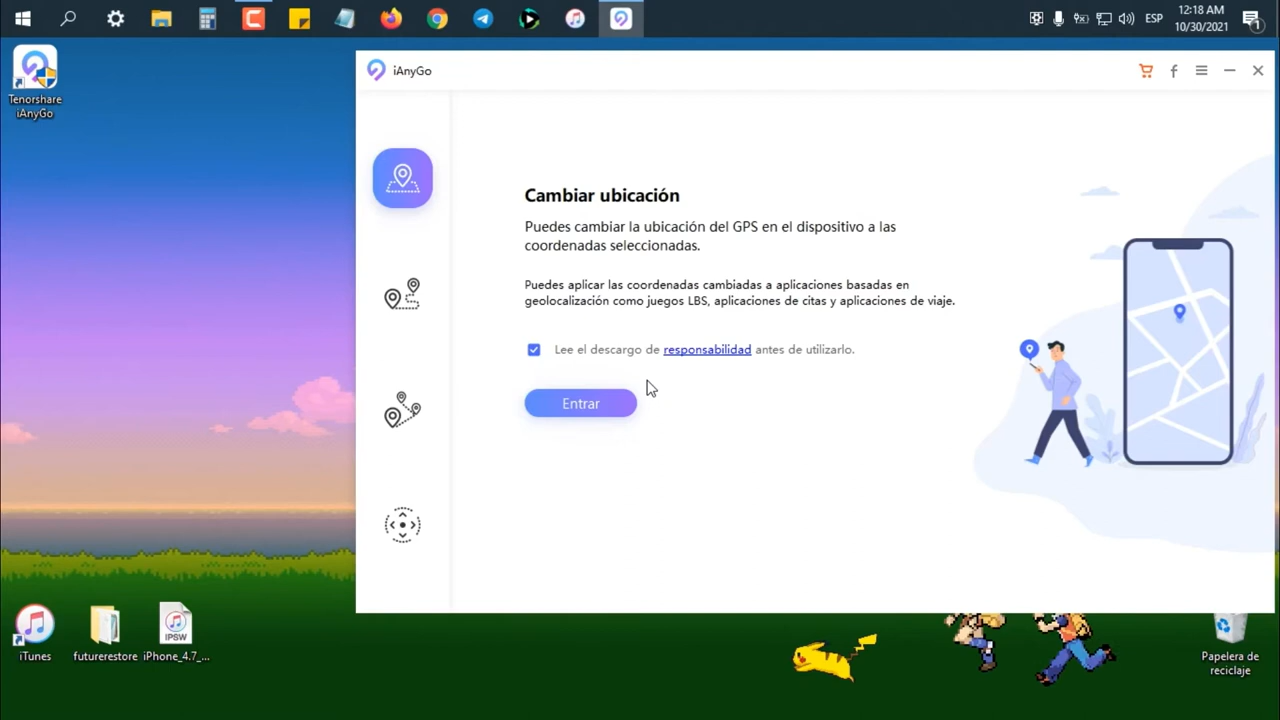 ESP
12:18 AM
10/30/2021
1
Tenorshare
iAnyGo
iAnyGo
Cambiar ubicación
Puedes cambiar la ubicación del GPS en el dispositivo a las
coordenadas seleccionadas.
Puedes aplicar las coordenadas cambiadas a aplicaciones basadas en
geolocalización como juegos LBS, aplicaciones de citas y aplicaciones de viaje.
Lee el descargo de responsabilidad antes de utilizarlo.
Entrar
IPSW
iTunes
futurerestore
iPhone_4.7_...
Papelera de
reciclaje